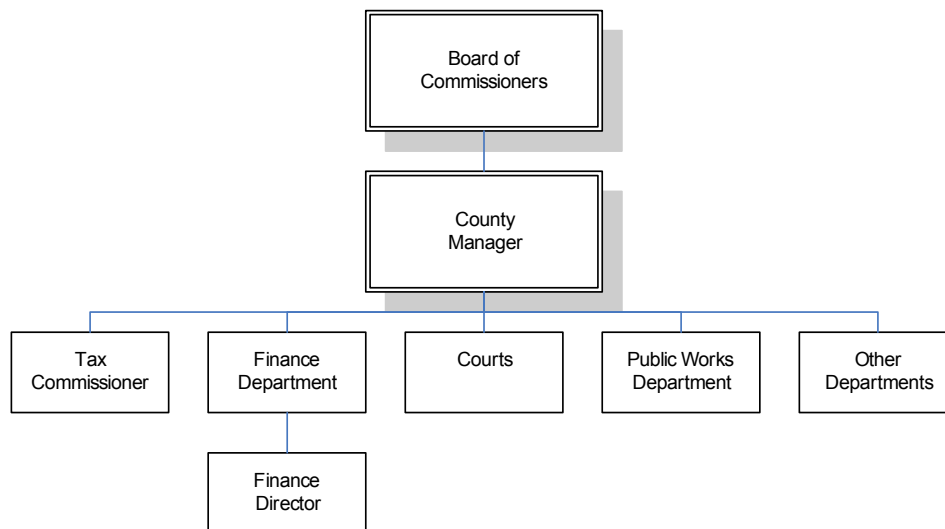 Board of
Commissioners
County
Manager
Tax
Commissioner
Finance
Department
Courts
Public Works
Department
Other
Departments
Finance
Director